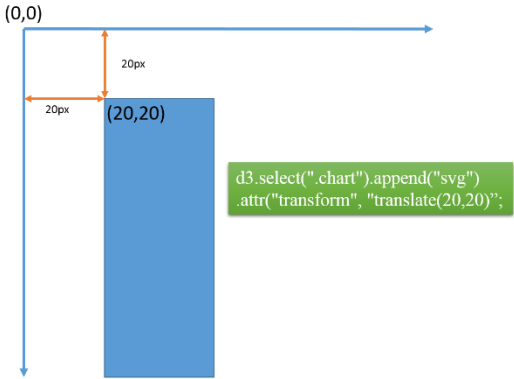 (0,0)
20px
20px
(20,20)
d3.select(".chart").append("svg")
.attr("transform", "translate(20,20)”;